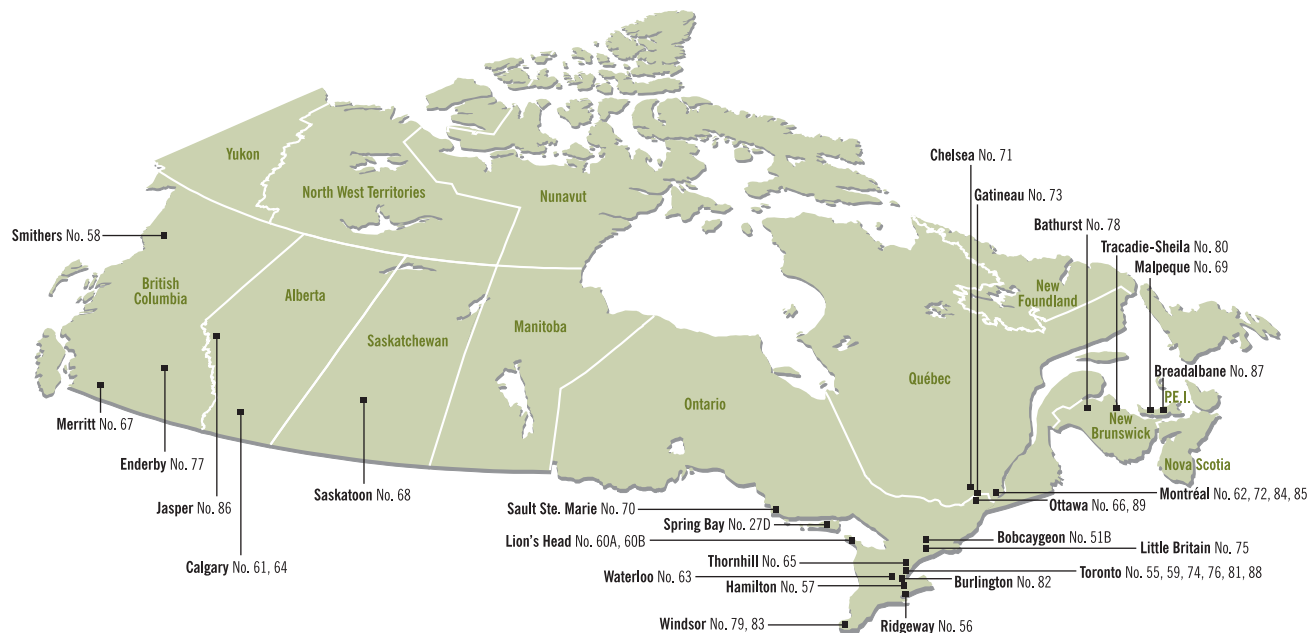 Yukon
North West Territories
Nunavut
Chelsea No. 71
Gatineau No. 73
Bathurst No. 78
Tracadie-Sheila No. 80
Malpeque No. 69
Smithers No. 58
British
Columbia
Alberta
Saskatchewan
Manitoba
New
Foundland
Québec
Ontario
Breadalbane No. 87
P.E.I.
New
Brunswick
Nova Scotia
Merritt No. 67
Enderby No. 77
Jasper No. 86
Calgary No. 61, 64
Saskatoon No. 68
Sault Ste. Marie No. 70
Spring Bay No. 27D
Lion's Head No. 60A, 60B
Thornhill No. 65
Waterloo No. 63
Hamilton No. 57
Windsor No. 79, 83
Montréal No. 62, 72, 84, 85
Ottawa No. 66, 89
Bobcaygeon No. 51B
Little Britain No. 75
Toronto No. 55, 59, 74, 76, 81, 88
Burlington No. 82
Ridgeway No. 56